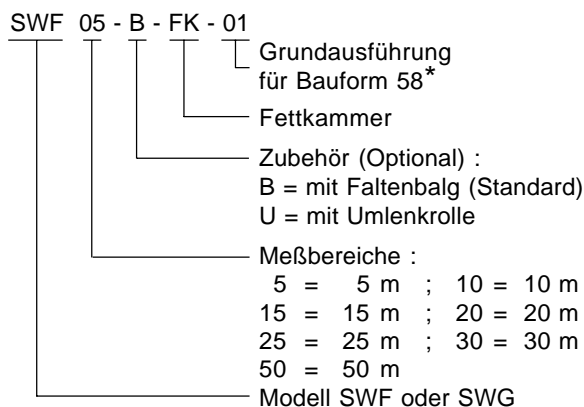 SWF 05 - B - FK - 01
Grundausführung
für Bauform 58*
Fettkammer
Zubehör (Optional) :
B = mit Faltenbalg (Standard)
U = mit Umlenkrolle
Meßbereiche :
5 = 5 m ; 10 = 10 m
15 = 15 m ; 20 = 20 m
25 = 25 m ; 30 = 30 m
50 = 50 m
Modell SWF oder SWG